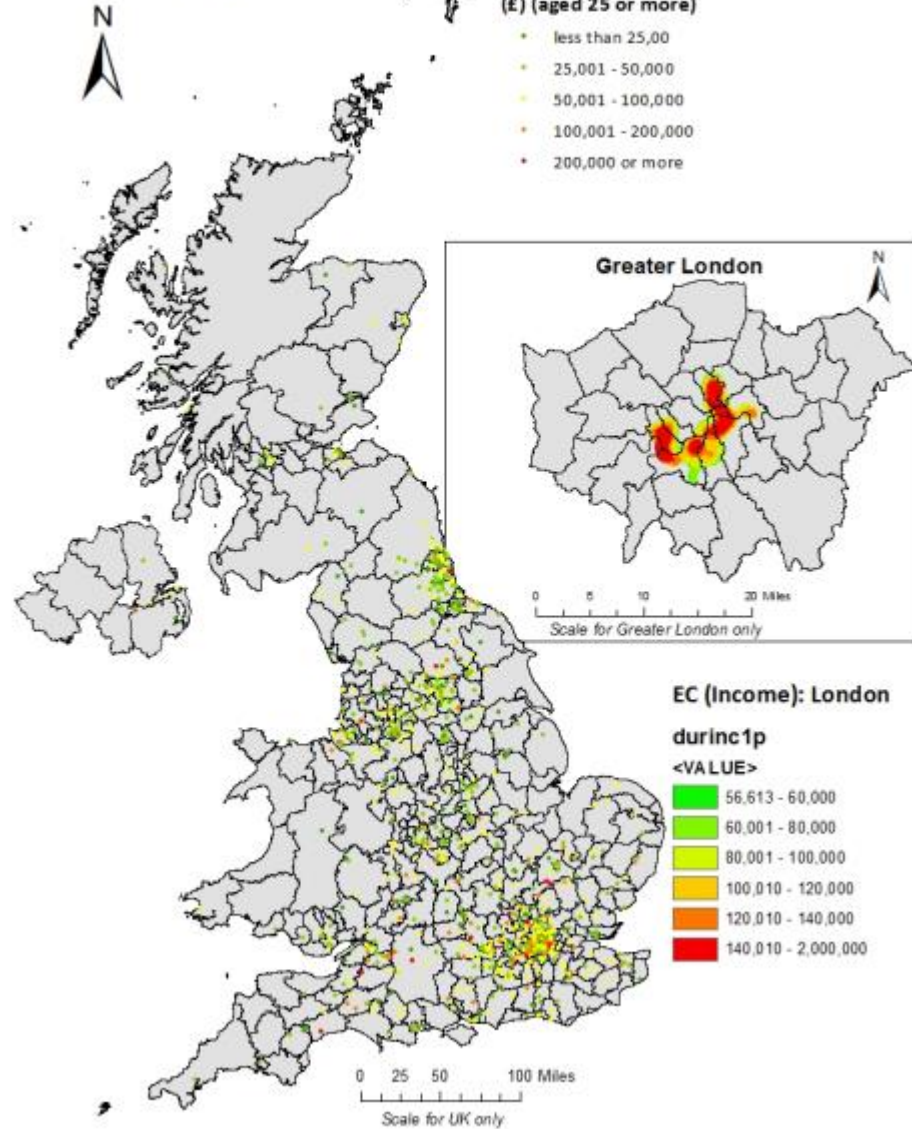 (£) (aged 25 or more)
N
less than 25,00
25,001 - 50,000
50,001 - 100,000
100,001 - 200,000
200,000 or more
Greater London
N
0 5 10 20 Miles
Scale for Greater London only
EC (Income): London
durinc1p
<VALUE>
56,613 - 60,000
60,001 - 80,000
80,001 - 100,000
100,010 - 120,000
120,010 - 140,000
140,010 - 2,000,000
0 25 50 100 Miles
Scale for UK only